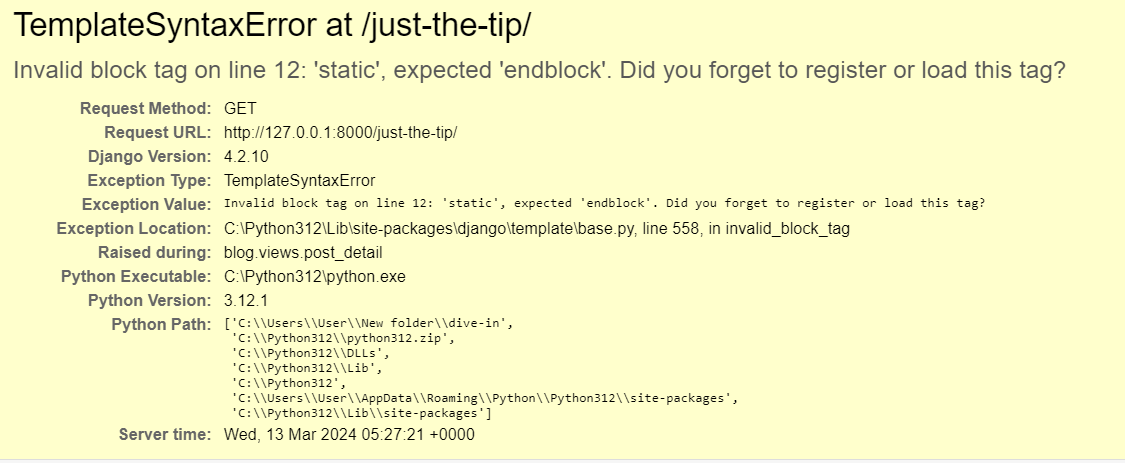 TemplateSyntaxError at /just-the-tip/
Invalid block tag on line 12: 'static', expected 'endblock'. Did you forget to register or load this tag?
Request Method: GET
Request URL: http://127.0.0.1:8000/just-the-tip/
Django Version: 4.2.10
Exception Type: TemplateSyntaxError
Exception Value: Invalid block tag on line 12: 'static', expected 'endblock'. Did you forget to register or load this tag?
Exception Location: C:\Python312\Lib\site-packages\django\template\base.py, line 558, in invalid_block_tag
Raised during: blog.views.post_detail
Python Executable: C:\Python312\python.exe
Python Version: 3.12.1
Python Path: ['C:\\Users\\User\\New folder\\dive-in',
'C:\\Python312\\python312.zip',
'C:\\Python312\\DLLs',
'C:\\Python312\\Lib',
'C:\\Python312',
'C:\\Users\\User\\AppData\\Roaming\\Python\\Python312\\site-packages',
'C:\\Python312\\Lib\\site-packages']
Server time: Wed, 13 Mar 2024 05:27:21 +0000